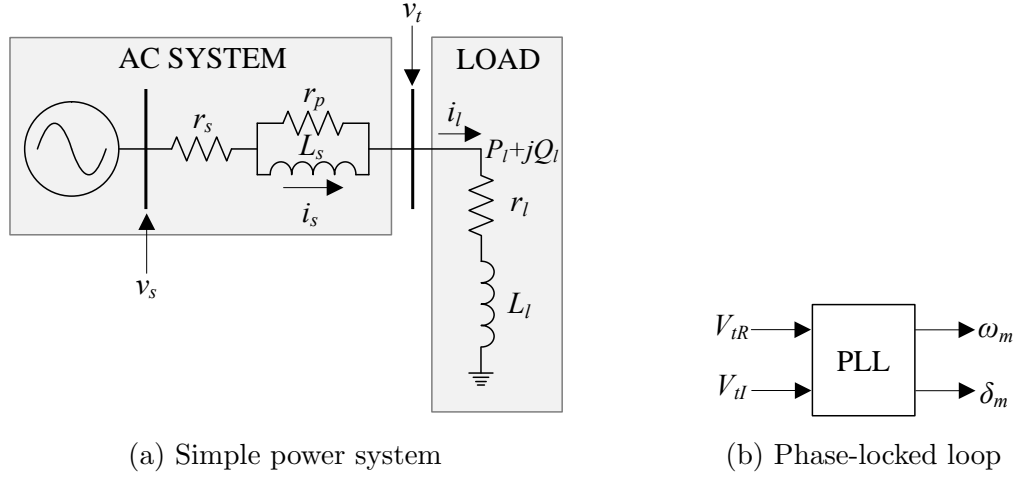 v_t
AC SYSTEM
LOAD
r_p
r_s
L_s
i_s
i_l
P_l+jQ_l
r_l
L_l
v_s
V_tR
V_tI
PLL
ω_m
δ_m
(a) Simple power system
(b) Phase-locked loop